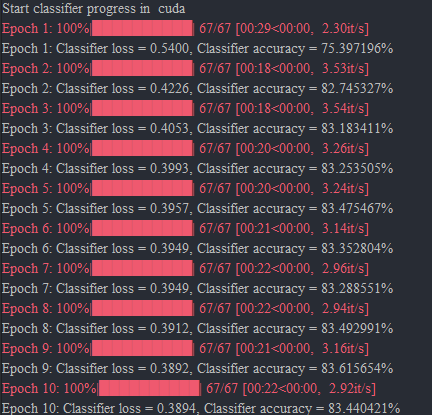 Start classifier progress in  cuda
Epoch 1: 100%|██████████| 67/67 [00:29<00:00,  2.30it/s]
Epoch 1: Classifier loss = 0.5400, Classifier accuracy = 75.397196%
Epoch 2: 100%|██████████| 67/67 [00:18<00:00,  3.53it/s]
Epoch 2: Classifier loss = 0.4226, Classifier accuracy = 82.745327%
Epoch 3: 100%|██████████| 67/67 [00:18<00:00,  3.54it/s]
Epoch 3: Classifier loss = 0.4053, Classifier accuracy = 83.183411%
Epoch 4: 100%|██████████| 67/67 [00:20<00:00,  3.26it/s]
Epoch 4: Classifier loss = 0.3993, Classifier accuracy = 83.253505%
Epoch 5: 100%|██████████| 67/67 [00:20<00:00,  3.24it/s]
Epoch 5: Classifier loss = 0.3957, Classifier accuracy = 83.475467%
Epoch 6: 100%|██████████| 67/67 [00:21<00:00,  3.14it/s]
Epoch 6: Classifier loss = 0.3949, Classifier accuracy = 83.352804%
Epoch 7: 100%|██████████| 67/67 [00:22<00:00,  2.96it/s]
Epoch 7: Classifier loss = 0.3949, Classifier accuracy = 83.288551%
Epoch 8: 100%|██████████| 67/67 [00:22<00:00,  2.94it/s]
Epoch 8: Classifier loss = 0.3912, Classifier accuracy = 83.492991%
Epoch 9: 100%|██████████| 67/67 [00:21<00:00,  3.16it/s]
Epoch 9: Classifier loss = 0.3892, Classifier accuracy = 83.615654%
Epoch 10: 100%|██████████| 67/67 [00:22<00:00,  2.92it/s]
Epoch 10: Classifier loss = 0.3894, Classifier accuracy = 83.440421%